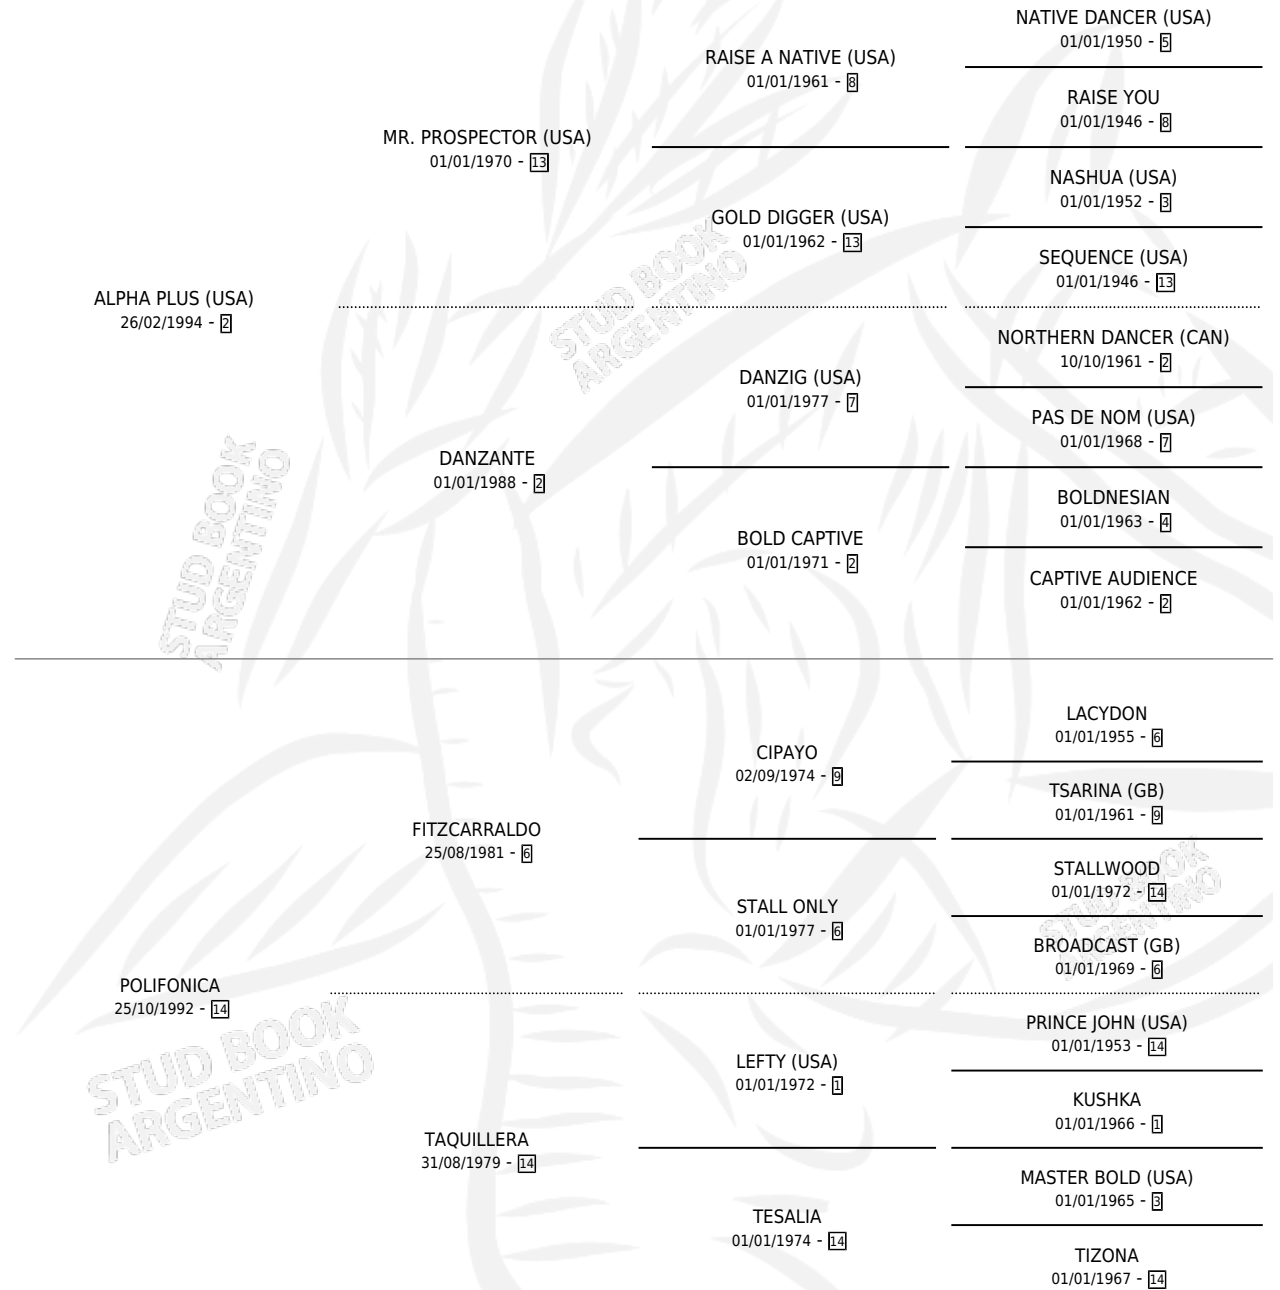 NATIVE DANCER (USA)
01/01/1950 - 5
RAISE A NATIVE (USA)
01/01/1961 - 8
RAISE YOU
01/01/1946 - 8
MR. PROSPECTOR (USA)
01/01/1970 - 13
NASHUA (USA)
01/01/1952 - 3
GOLD DIGGER (USA)
01/01/1962 - 13
SEQUENCE (USA)
01/01/1946 - 13
ALPHA PLUS (USA)
26/02/1994 - 2
NORTHERN DANCER (CAN)
10/10/1961 - 2
DANZIG (USA)
01/01/1977 - 7
PAS DE NOM (USA)
01/01/1968 - 7
DANZANTE
01/01/1988 - 2
BOLDNESIAN
01/01/1963 - 4
BOLD CAPTIVE
01/01/1971 - 2
CAPTIVE AUDIENCE
01/01/1962 - 2
LACYDON
01/01/1955 - 6
CIPAYO
02/09/1974 - 9
TSARINA (GB)
01/01/1961 - 9
FITZCARRALDO
25/08/1981 - 6
STALLWOOD
01/01/1972 - 14
STALL ONLY
01/01/1977 - 6
BROADCAST (GB)
01/01/1969 - 6
POLIFONICA
25/10/1992 - 14
PRINCE JOHN (USA)
01/01/1953 - 14
LEFTY (USA)
01/01/1972 - 1
KUSHKA
01/01/1966 - 1
TAQUILLERA
31/08/1979 - 14
MASTER BOLD (USA)
01/01/1965 - 3
TESALIA
01/01/1974 - 14
TIZONA
01/01/1967 - 14
STUD BOOK
ARGENTINO
STUD BOOK
ARGENTINO
STUD BOOK
ARGENTINO
STUD BOOK
ARGENTINO